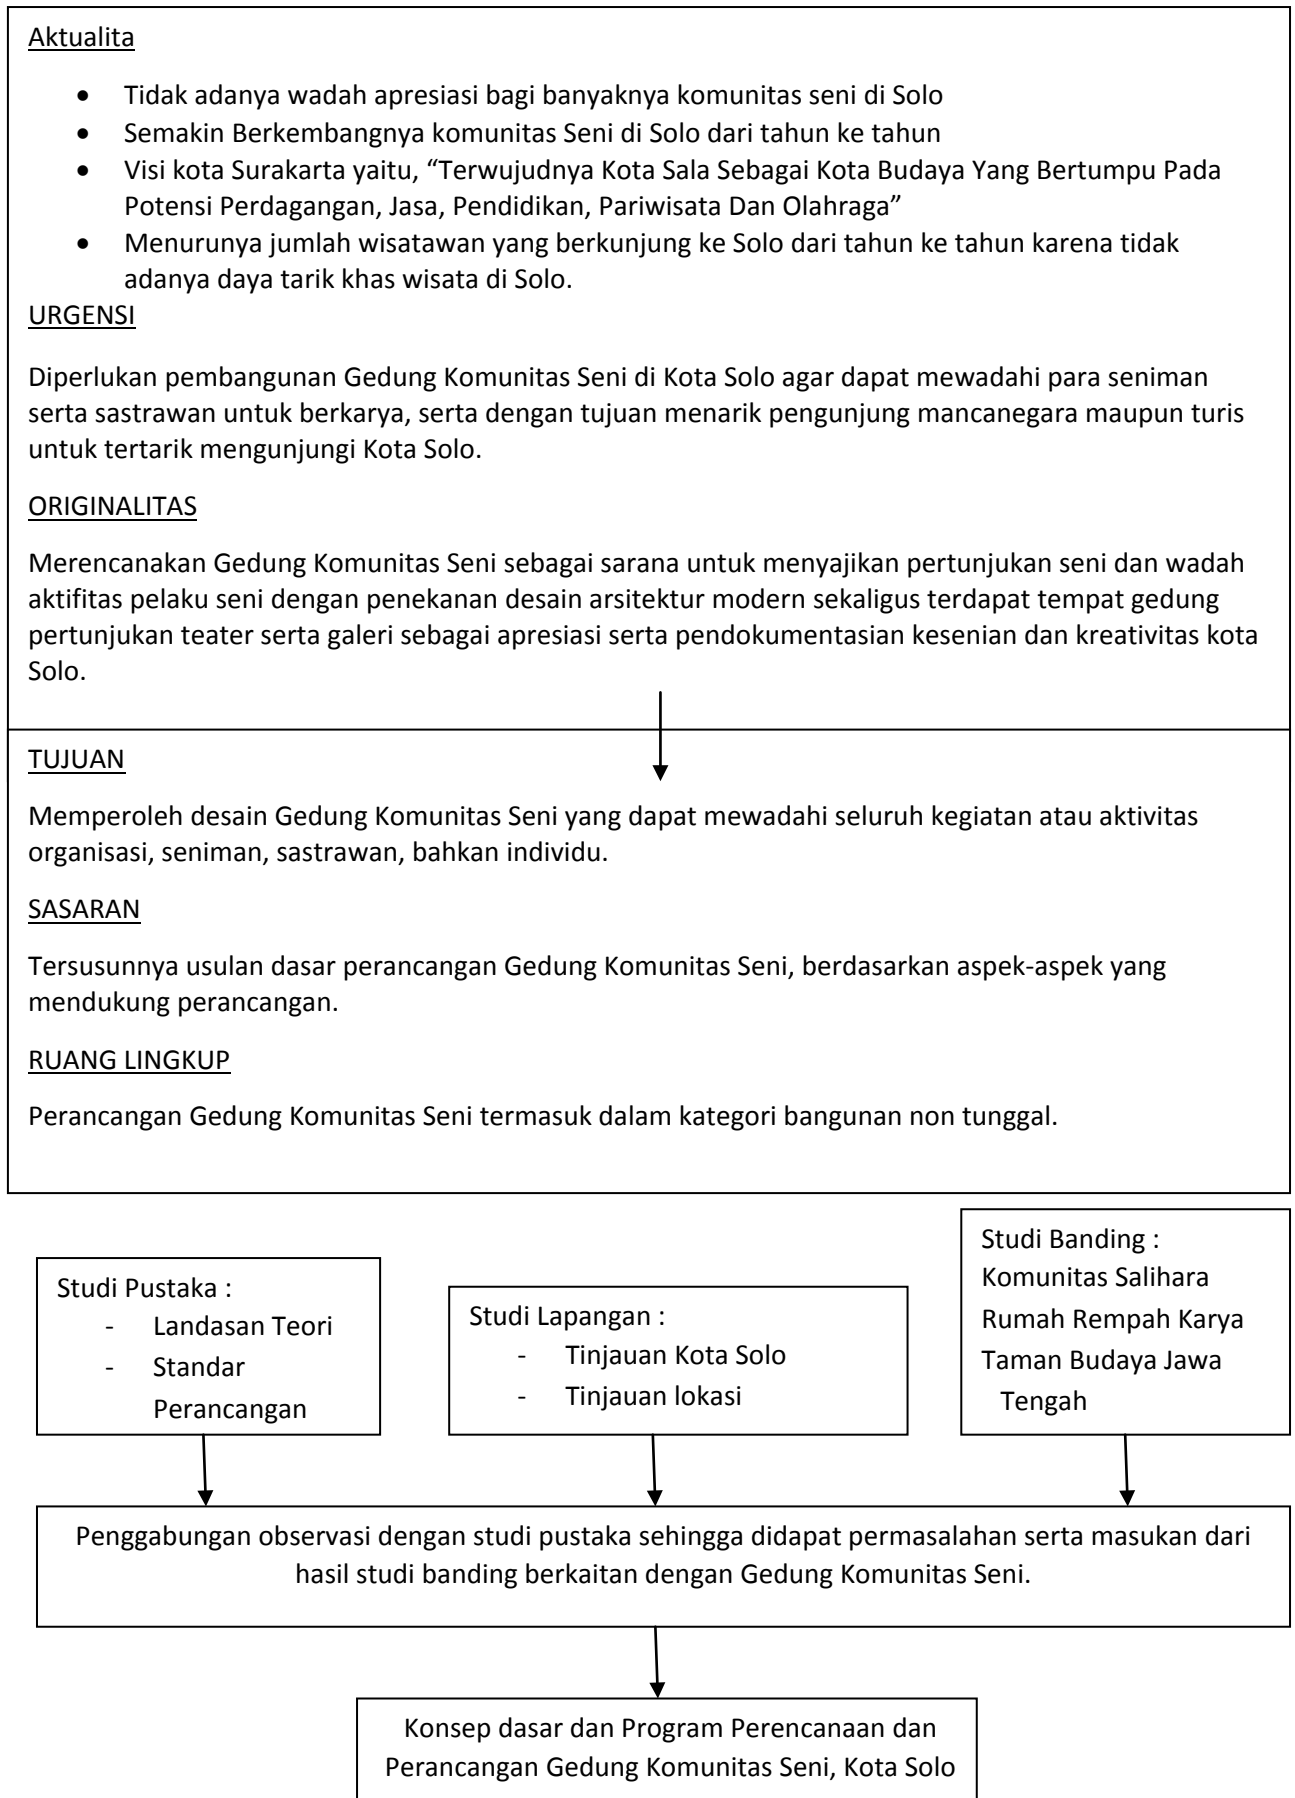 Aktualita
• Tidak adanya wadah apresiasi bagi banyaknya komunitas seni di Solo
• Semakin Berkembangnya komunitas Seni di Solo dari tahun ke tahun
• Visi kota Surakarta yaitu, “Terwujudnya Kota Sala Sebagai Kota Budaya Yang Bertumpu Pada
Potensi Perdagangan, Jasa, Pendidikan, Pariwisata Dan Olahraga”
• Menurunya jumlah wisatawan yang berkunjung ke Solo dari tahun ke tahun karena tidak
adanya daya tarik khas wisata di Solo.
URGENSI
Diperlukan pembangunan Gedung Komunitas Seni di Kota Solo agar dapat mewadahi para seniman
serta sastrawan untuk berkarya, serta dengan tujuan menarik pengunjung mancanegara maupun turis
untuk tertarik mengunjungi Kota Solo.
ORIGINALITAS
Merencanakan Gedung Komunitas Seni sebagai sarana untuk menyajikan pertunjukan seni dan wadah
aktifitas pelaku seni dengan penekanan desain arsitektur modern sekaligus terdapat tempat gedung
pertunjukan teater serta galeri sebagai apresiasi serta pendokumentasian kesenian dan kreativitas kota
Solo.
TUJUAN
Memperoleh desain Gedung Komunitas Seni yang dapat mewadahi seluruh kegiatan atau aktivitas
organisasi, seniman, sastrawan, bahkan individu.
SASARAN
Tersusunnya usulan dasar perancangan Gedung Komunitas Seni, berdasarkan aspek-aspek yang
mendukung perancangan.
RUANG LINGKUP
Perancangan Gedung Komunitas Seni termasuk dalam kategori bangunan non tunggal.
Studi Pustaka :
- Landasan Teori
- Standar
Perancangan
Studi Lapangan :
- Tinjauan Kota Solo
- Tinjauan lokasi
Studi Banding :
Komunitas Salihara
Rumah Rempah Karya
Taman Budaya Jawa
Tengah
Penggabungan observasi dengan studi pustaka sehingga didapat permasalahan serta masukan dari
hasil studi banding berkaitan dengan Gedung Komunitas Seni.
Konsep dasar dan Program Perencanaan dan
Perancangan Gedung Komunitas Seni, Kota Solo